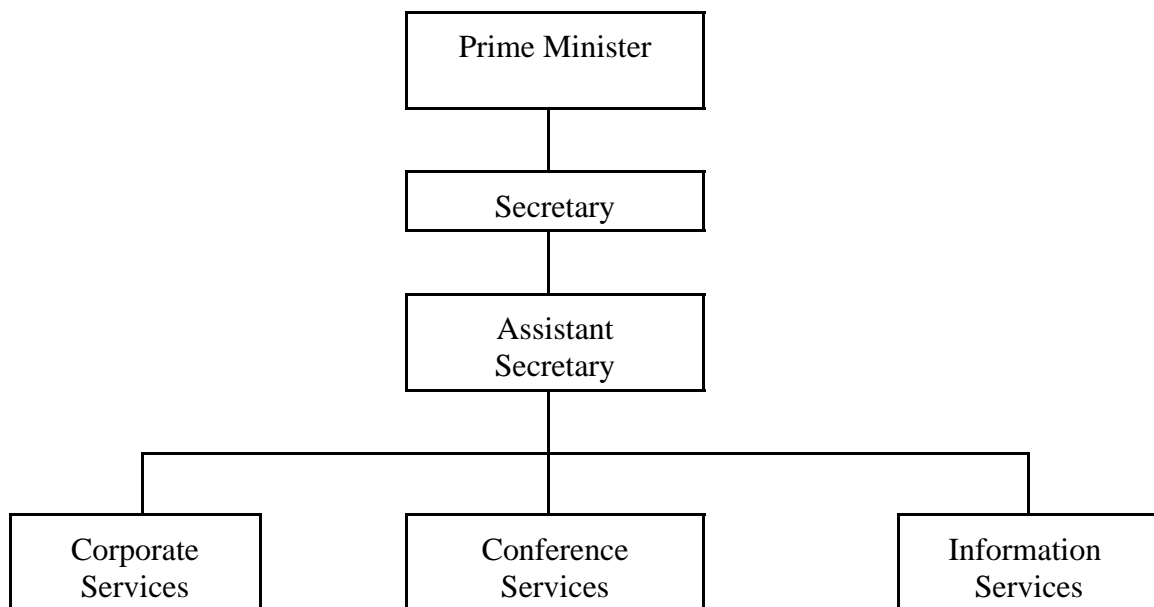 Prime Minister
Secretary
Assistant
Secretary
Corporate
Services
Conference
Services
Information
Services